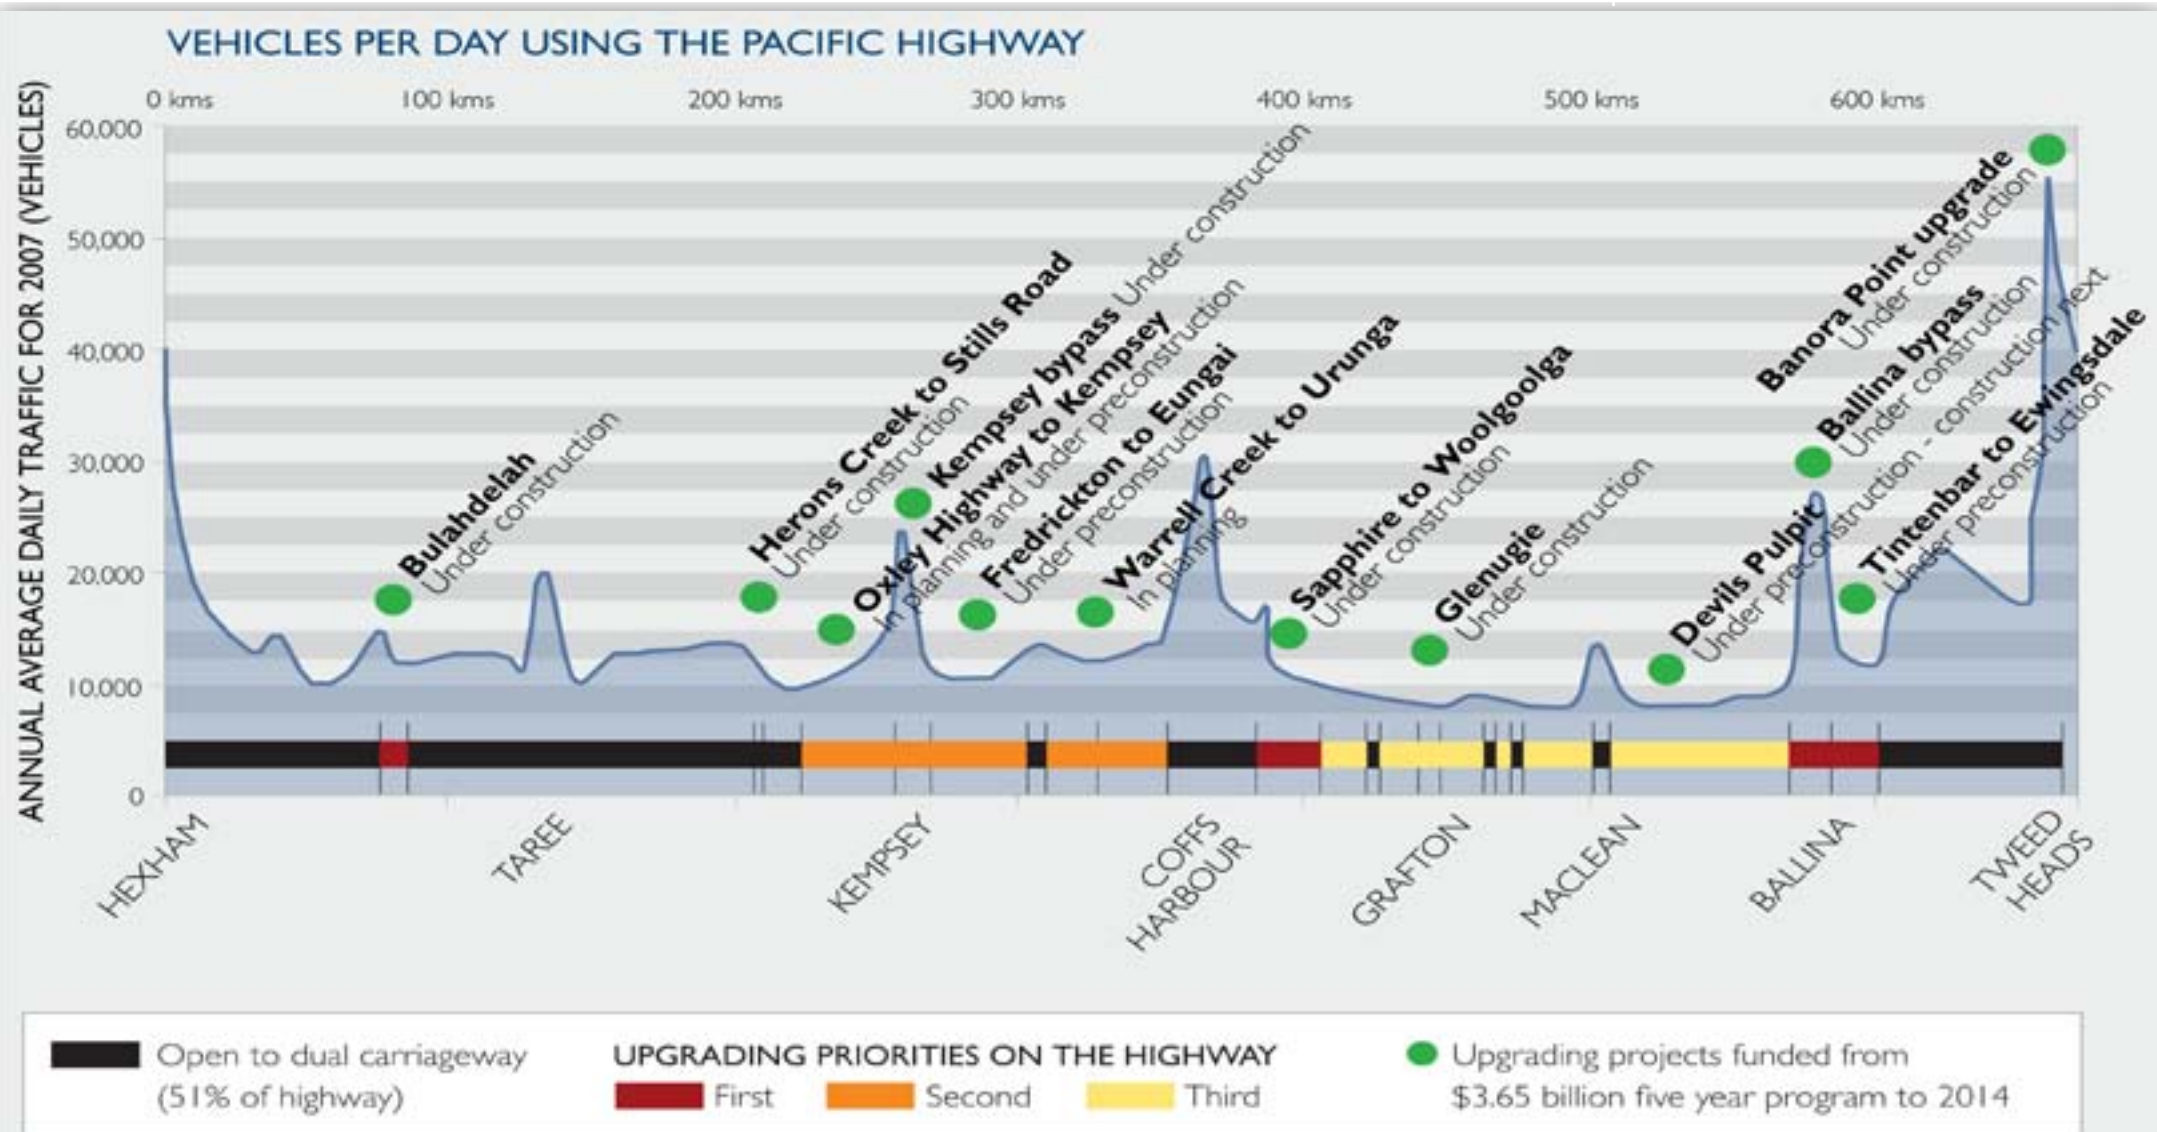 VEHICLES PER DAY USING THE PACIFIC HIGHWAY
0 kms 100 kms 200 kms 300 kms 400 kms 500 kms 600 kms
ANNUAL AVERAGE DAILY TRAFFIC FOR 2007 (VEHICLES)
60,000
50,000
40,000
30,000
20,000
10,000
0
Bulahdelah
Under construction
Herons Creek to Stills Road
Under construction
Kempsey bypass Under construction
Oxley Highway to Kempsey
In planning and under preconstruction
Fredrickton to Eungai
Under preconstruction
Warrell Creek to Urunga
In planning
Sapphire to Woolgoolga
Under construction
Glenugie
Under construction
Devils Pulpit
Under preconstruction - construction next
Banora Point upgrade
Under construction
Ballina bypass
Under construction
Tintenbar to Ewingsdale
Under preconstruction
HEXHAM
TAREE
KEMPSEY
COFFS
HARBOUR
GRAFTON
MACLEAN
BALLINA
TWEED
HEADS
Open to dual carriageway
(51% of highway)
UPGRADING PRIORITIES ON THE HIGHWAY
First Second Third
Upgrading projects funded from
$3.65 billion five year program to 2014